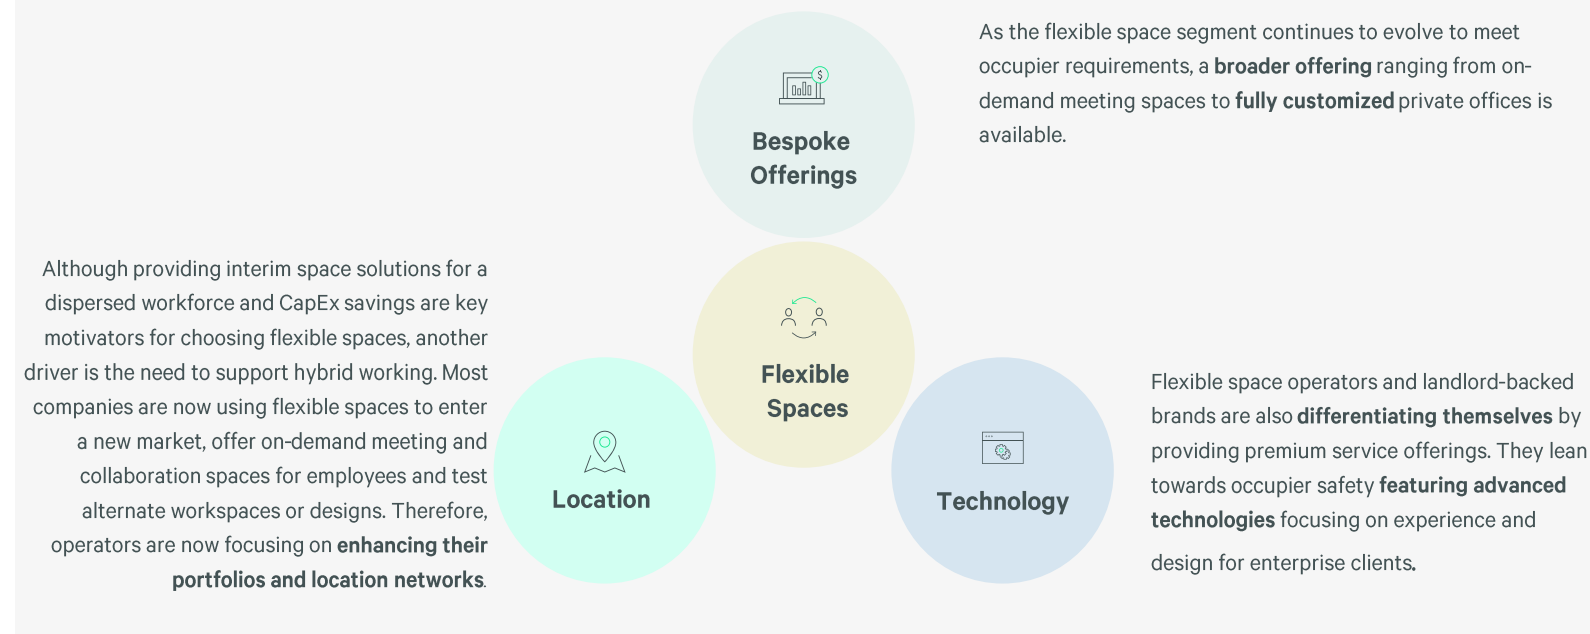 As the flexible space segment continues to evolve to meet
occupier requirements, a broader offering ranging from on-
demand meeting spaces to fully customized private offices is
available.
$
Bespoke
Offerings
Although providing interim space solutions for a
dispersed workforce and CapEx savings are key
motivators for choosing flexible spaces, another
driver is the need to support hybrid working. Most
companies are now using flexible spaces to enter
a new market, offer on-demand meeting and
collaboration spaces for employees and test
alternate workspaces or designs. Therefore,
operators are now focusing on enhancing their
portfolios and location networks.
Flexible
Spaces
Location
Technology
Flexible space operators and landlord-backed
brands are also differentiating themselves by
providing premium service offerings. They lean
towards occupier safety featuring advanced
technologies focusing on experience and
design for enterprise clients.